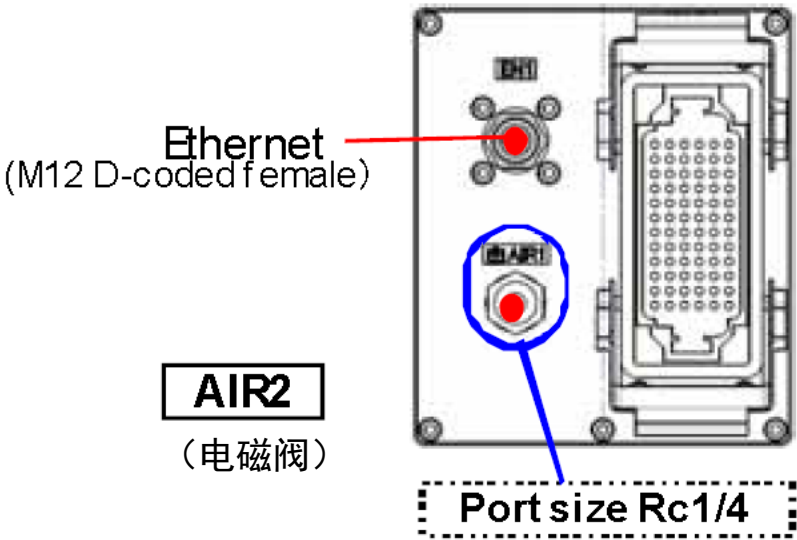 EH1
Ethernet
(M12 D-coded female)
AIR1
AIR2
（电磁阀）
Port size Rc1/4